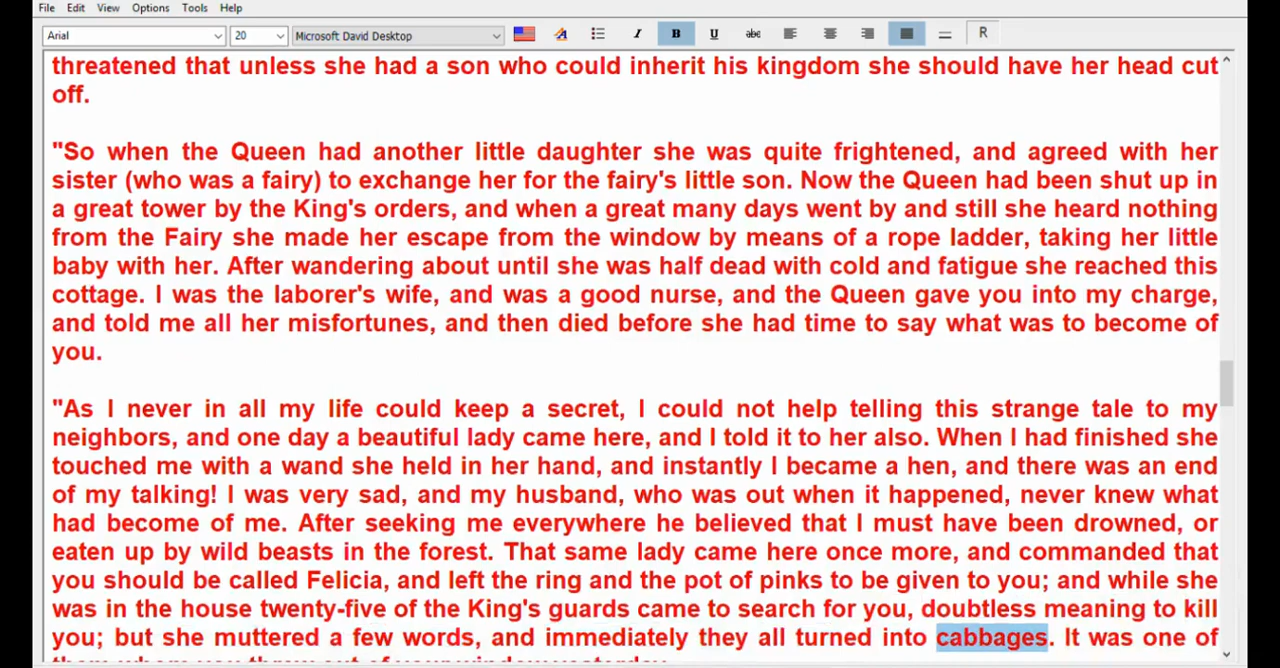 File Edit View Options Tools Help
Arial 20 Microsoft David Desktop I B U abc R
threatened that unless she had a son who could inherit his kingdom she should have her head cut
off.
"So when the Queen had another little daughter she was quite frightened, and agreed with her
sister (who was a fairy) to exchange her for the fairy's little son. Now the Queen had been shut up in
a great tower by the King's orders, and when a great many days went by and still she heard nothing
from the Fairy she made her escape from the window by means of a rope ladder, taking her little
baby with her. After wandering about until she was half dead with cold and fatigue she reached this
cottage. I was the laborer's wife, and was a good nurse, and the Queen gave you into my charge,
and told me all her misfortunes, and then died before she had time to say what was to become of
you.
"As I never in all my life could keep a secret, I could not help telling this strange tale to my
neighbors, and one day a beautiful lady came here, and I told it to her also. When I had finished she
touched me with a wand she held in her hand, and instantly I became a hen, and there was an end
of my talking! I was very sad, and my husband, who was out when it happened, never knew what
had become of me. After seeking me everywhere he believed that I must have been drowned, or
eaten up by wild beasts in the forest. That same lady came here once more, and commanded that
you should be called Felicia, and left the ring and the pot of pinks to be given to you; and while she
was in the house twenty-five of the King's guards came to search for you, doubtless meaning to kill
you; but she muttered a few words, and immediately they all turned into cabbages. It was one of
them whom you threw out of your window yesterday.